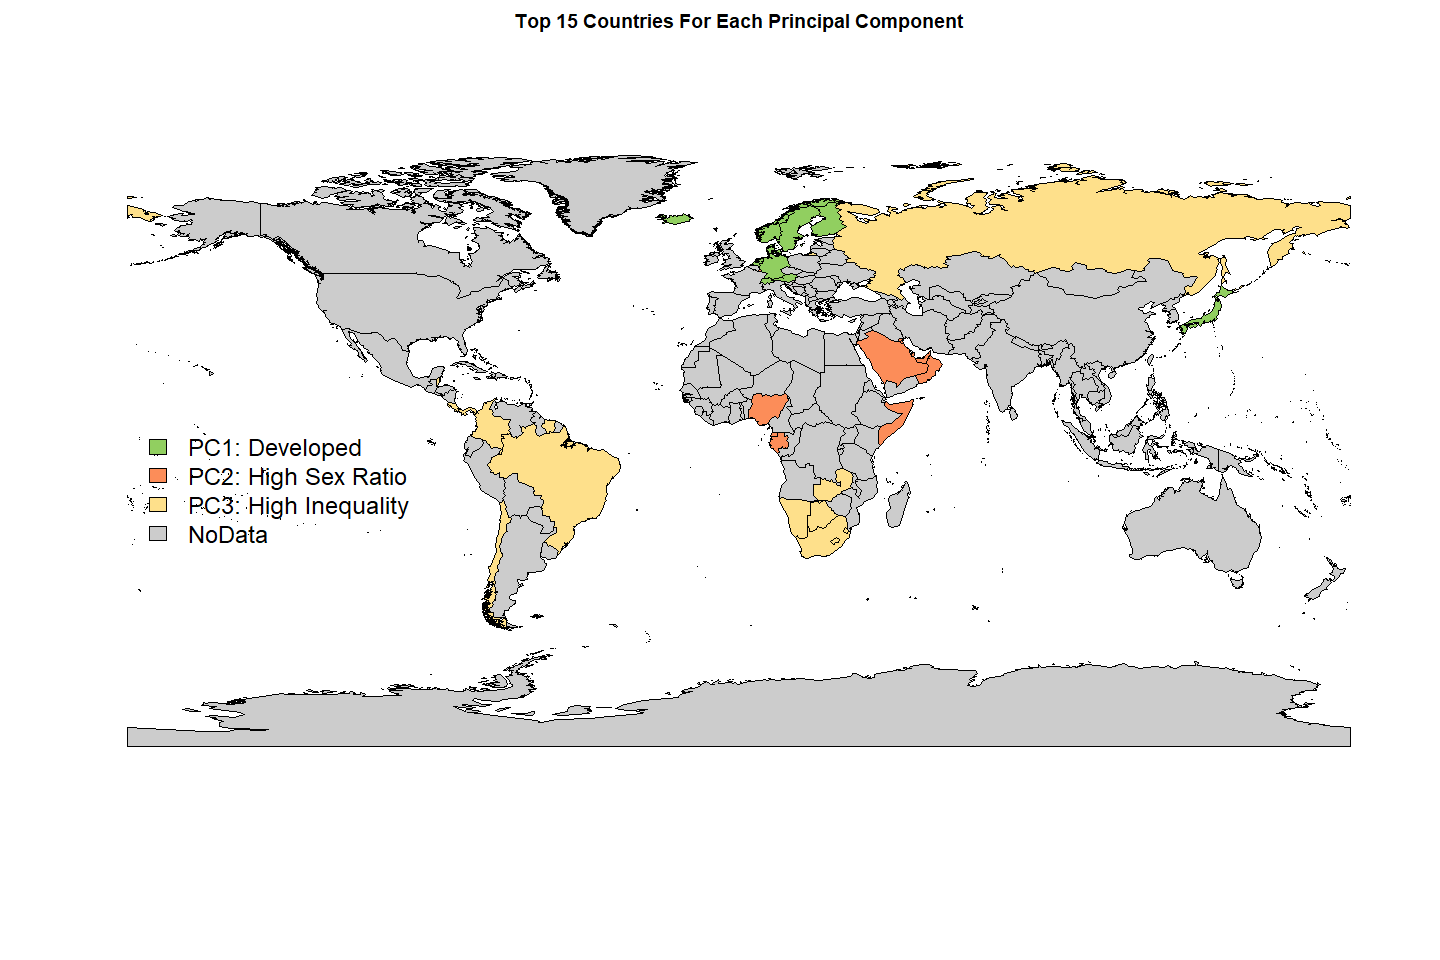 Top 15 Countries For Each Principal Component
PC1: Developed
PC2: High Sex Ratio
PC3: High Inequality
NoData